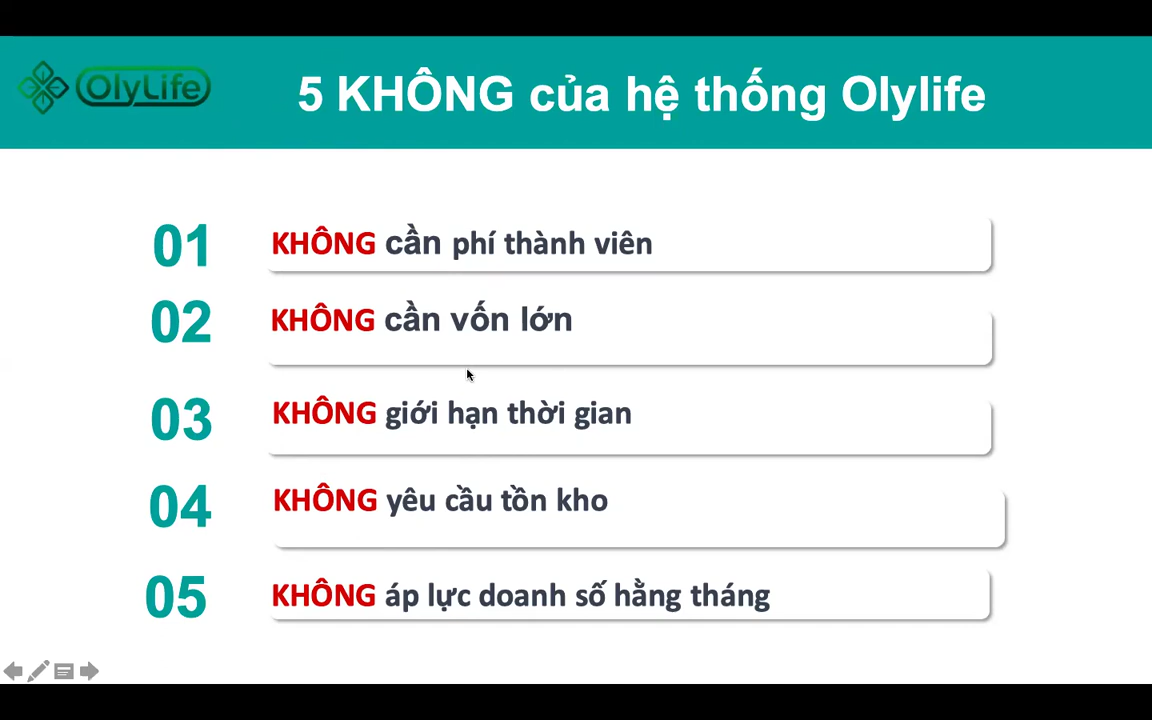 OlyLife
5 KHÔNG của hệ thống Olylife
01
KHÔNG cần phí thành viên
02
KHÔNG cần vốn lớn
03
KHÔNG giới hạn thời gian
04
KHÔNG yêu cầu tồn kho
05
KHÔNG áp lực doanh số hằng tháng